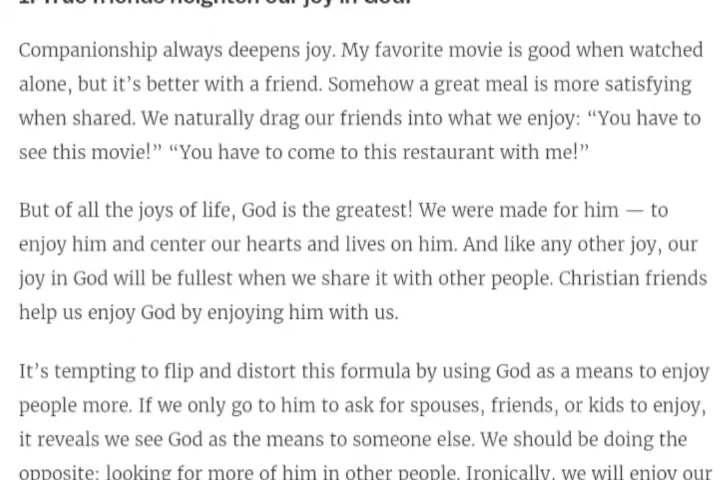 1. True friends heighten our joy in God.
Companionship always deepens joy. My favorite movie is good when watched
alone, but it’s better with a friend. Somehow a great meal is more satisfying
when shared. We naturally drag our friends into what we enjoy: “You have to
see this movie!” “You have to come to this restaurant with me!”
But of all the joys of life, God is the greatest! We were made for him — to
enjoy him and center our hearts and lives on him. And like any other joy, our
joy in God will be fullest when we share it with other people. Christian friends
help us enjoy God by enjoying him with us.
It’s tempting to flip and distort this formula by using God as a means to enjoy
people more. If we only go to him to ask for spouses, friends, or kids to enjoy,
it reveals we see God as the means to someone else. We should be doing the
opposite: looking for more of him in other people. Ironically, we will enjoy our